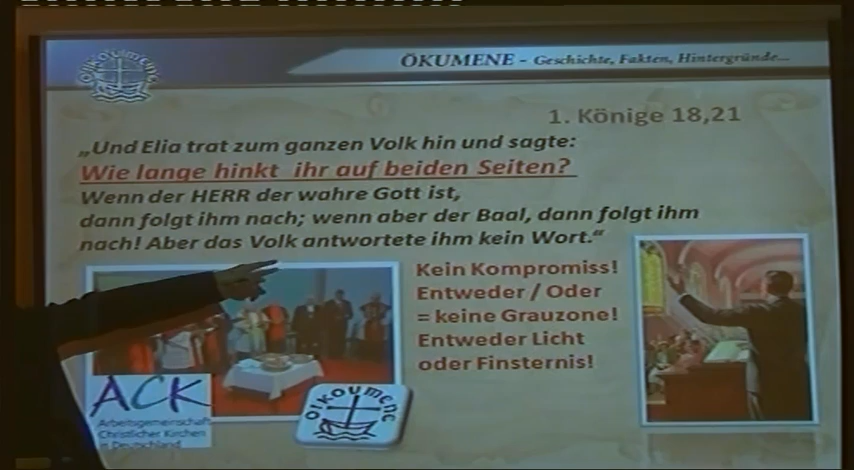 ÖKUMENE - Geschichte, Fakten, Hintergründe...
oikoumene
1. Könige 18,21
„Und Elia trat zum ganzen Volk hin und sagte:
Wie lange hinkt ihr auf beiden Seiten?
Wenn der HERR der wahre Gott ist,
dann folgt ihm nach; wenn aber der Baal, dann folgt ihm
nach! Aber das Volk antwortete ihm kein Wort.“
Kein Kompromiss!
Entweder / Oder
= keine Grauzone!
Entweder Licht
oder Finsternis!
ACK
Arbeitsgemeinschaft
Christlicher Kirchen
in Deutschland
oikoumene